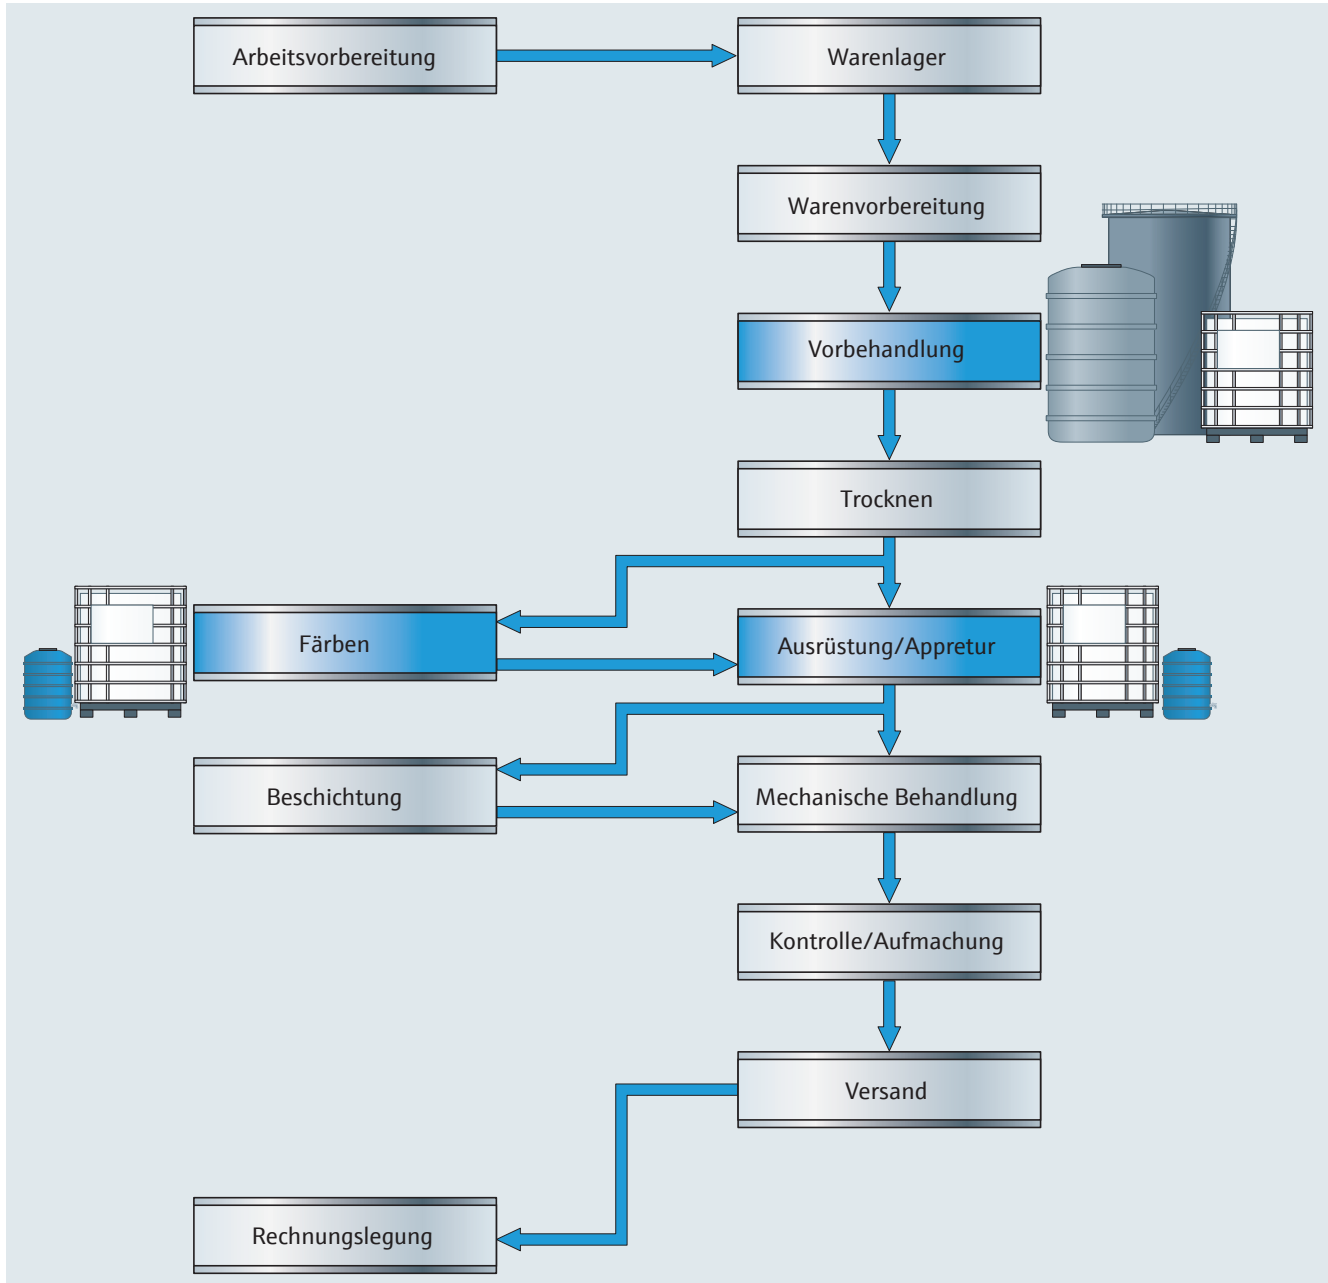 Arbeitsvorbereitung
Warenlager
Warenvorbereitung
Vorbehandlung
Trocknen
Färben
Ausrüstung/Appretur
Beschichtung
Mechanische Behandlung
Kontrolle/Aufmachung
Versand
Rechnungslegung